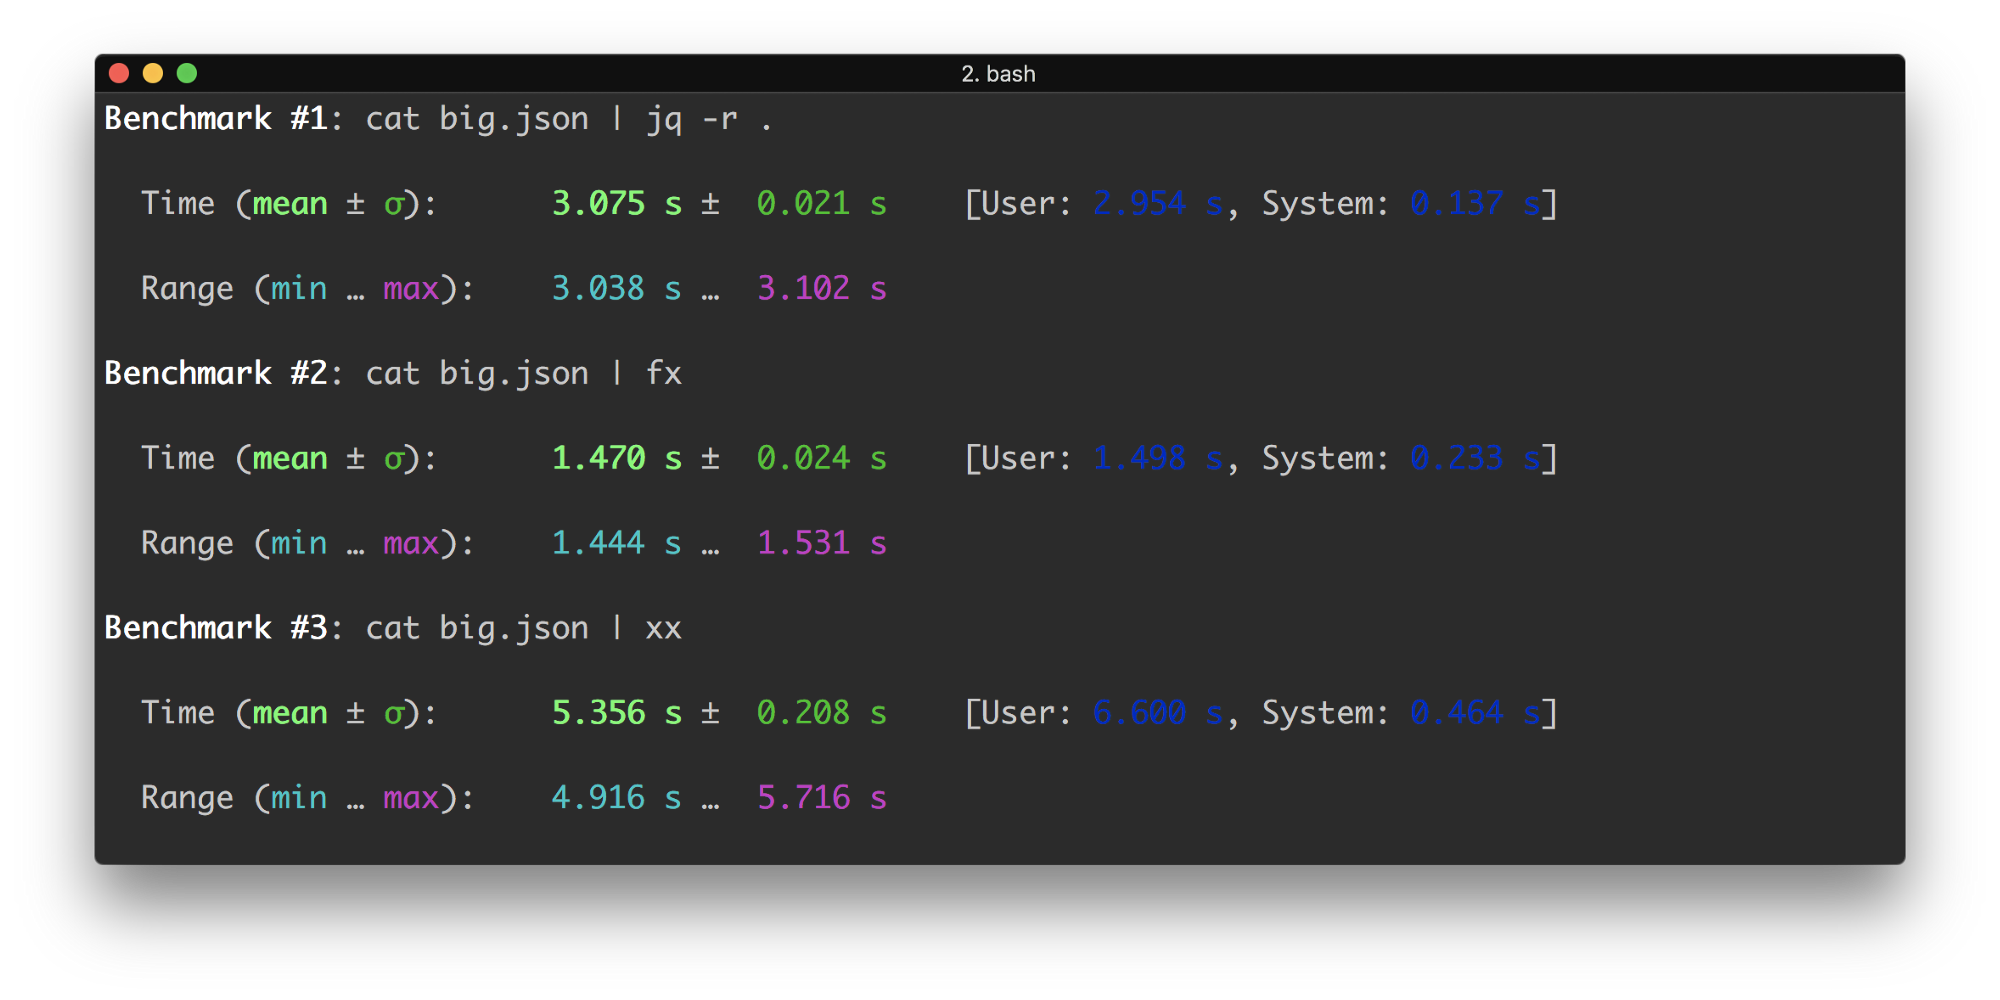 2. bash
Benchmark #1: cat big.json | jq -r .
Time (mean ± σ): 3.075 s ± 0.021 s [User: 2.954 s, System: 0.137 s]
Range (min … max): 3.038 s … 3.102 s
Benchmark #2: cat big.json | fx
Time (mean ± σ): 1.470 s ± 0.024 s [User: 1.498 s, System: 0.233 s]
Range (min … max): 1.444 s … 1.531 s
Benchmark #3: cat big.json | xx
Time (mean ± σ): 5.356 s ± 0.208 s [User: 6.600 s, System: 0.464 s]
Range (min … max): 4.916 s … 5.716 s